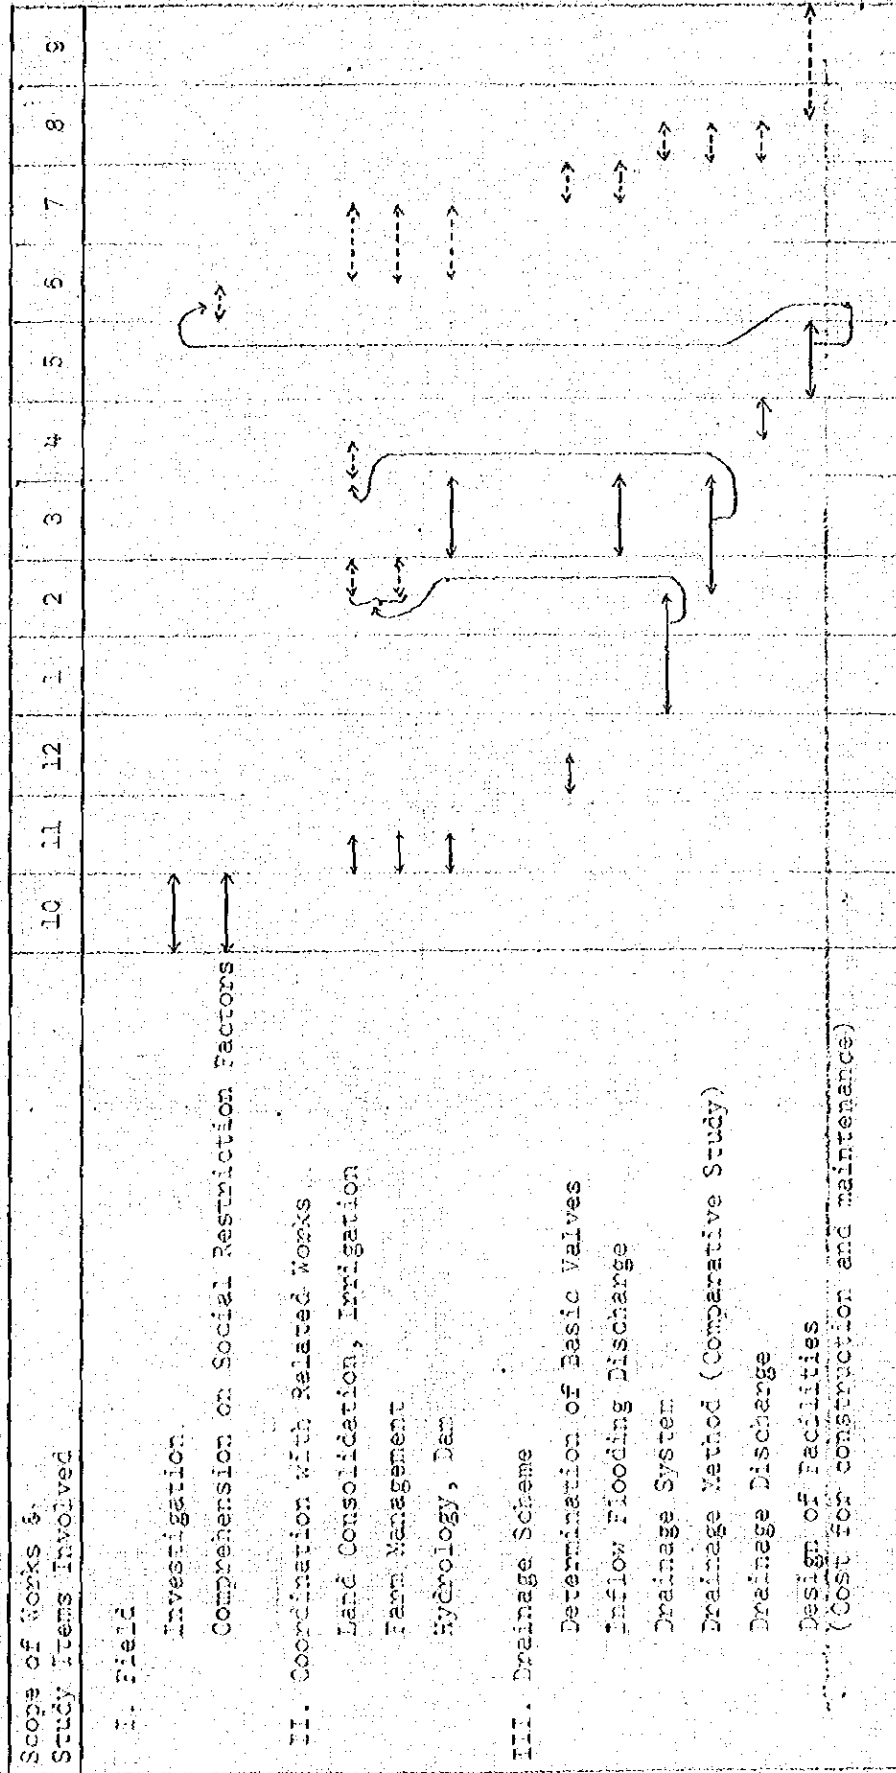 Scope of Works &
Study Items Involved
10 11 12 1 2 3 4 5 6 7 8 9
I. Field
Investigation
Comprehension on Social Restriction Factors
II. Coordination with Related Works
Land Consolidation, Irrigation
Farm Management
Hydrology, Dam
III. Drainage Scheme
Determination of Basic Valves
Inflow Flooding Discharge
Drainage System
Drainage Method (Comparative Study)
Drainage Discharge
Design of Facilities
(Cost for construction and maintenance)